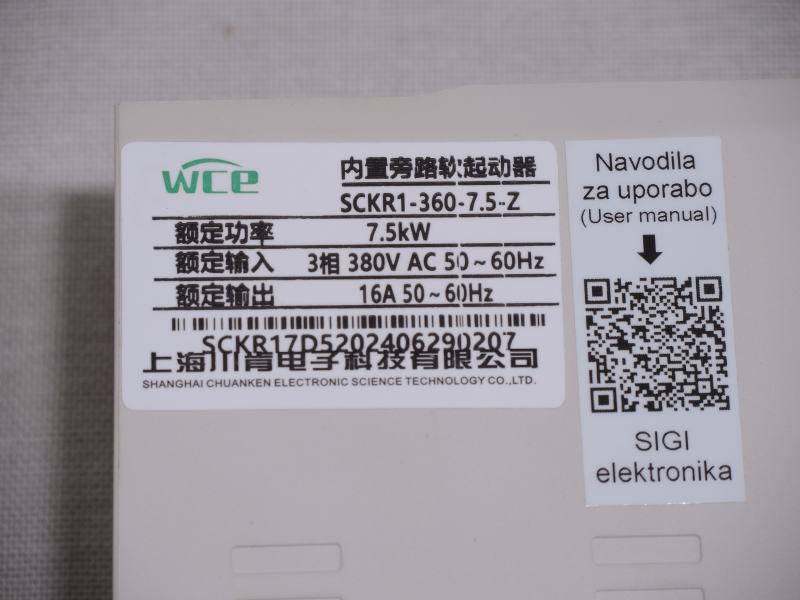 WCE
内置旁路软起动器
SCKR1-360-7.5-Z
额定功率 7.5kW
额定输入 3相 380V AC 50~60Hz
额定输出 16A 50~60Hz
SCKR17D5202406290207
上海川肯电子科技有限公司
SHANGHAI CHUANKEN ELECTRONIC SCIENCE TECHNOLOGY CO.,LTD.
Navodila
za uporabo
(User manual)
SIGI
elektronika